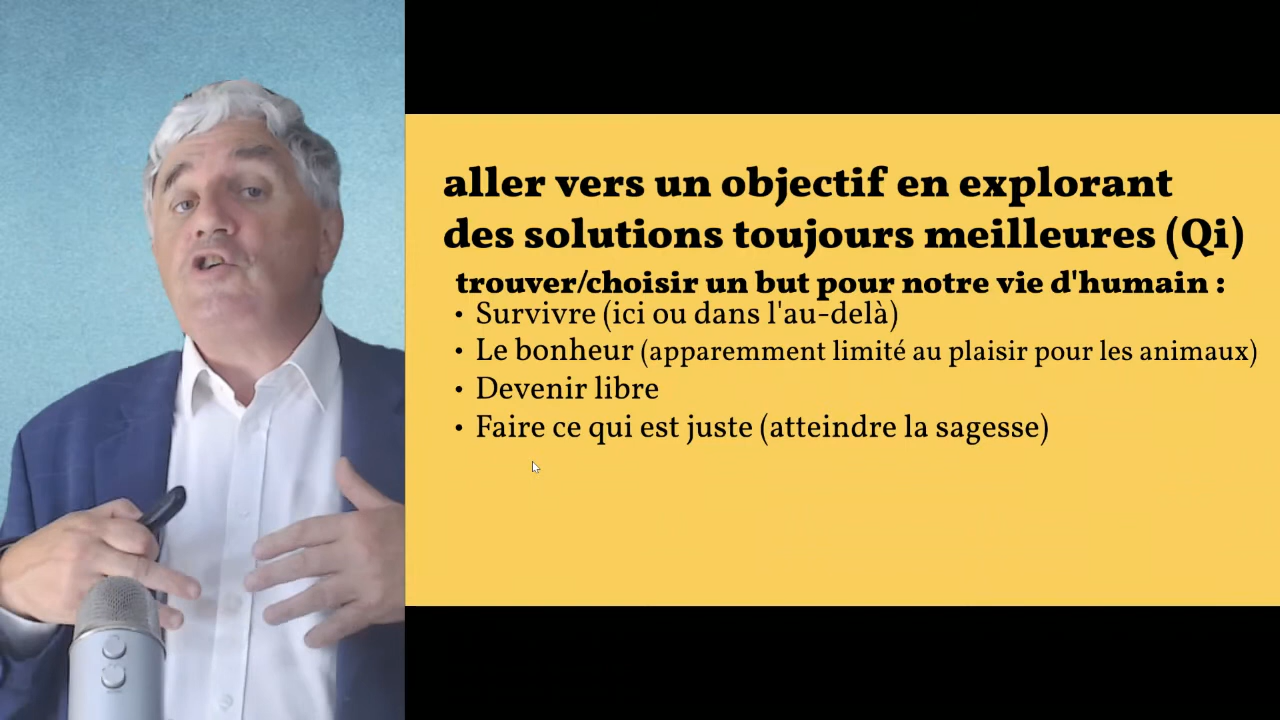 aller vers un objectif en explorant
des solutions toujours meilleures (Qi)
trouver/choisir un but pour notre vie d'humain :
• Survivre (ici ou dans l'au-delà)
• Le bonheur (apparemment limité au plaisir pour les animaux)
• Devenir libre
• Faire ce qui est juste (atteindre la sagesse)